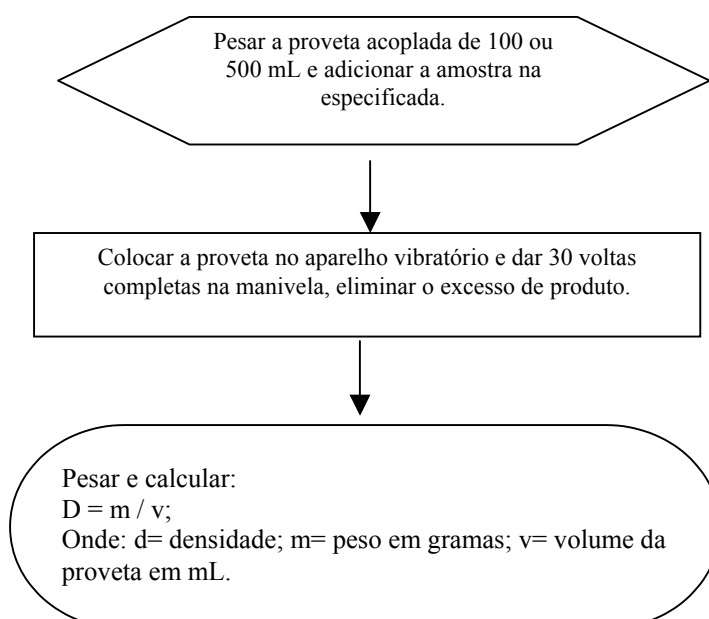 Pesar a proveta acoplada de 100 ou
500 mL e adicionar a amostra na
especificada.
Colocar a proveta no aparelho vibratório e dar 30 voltas
completas na manivela, eliminar o excesso de produto.
Pesar e calcular:
D = m / v;
Onde: d= densidade; m= peso em gramas; v= volume da
proveta em mL.